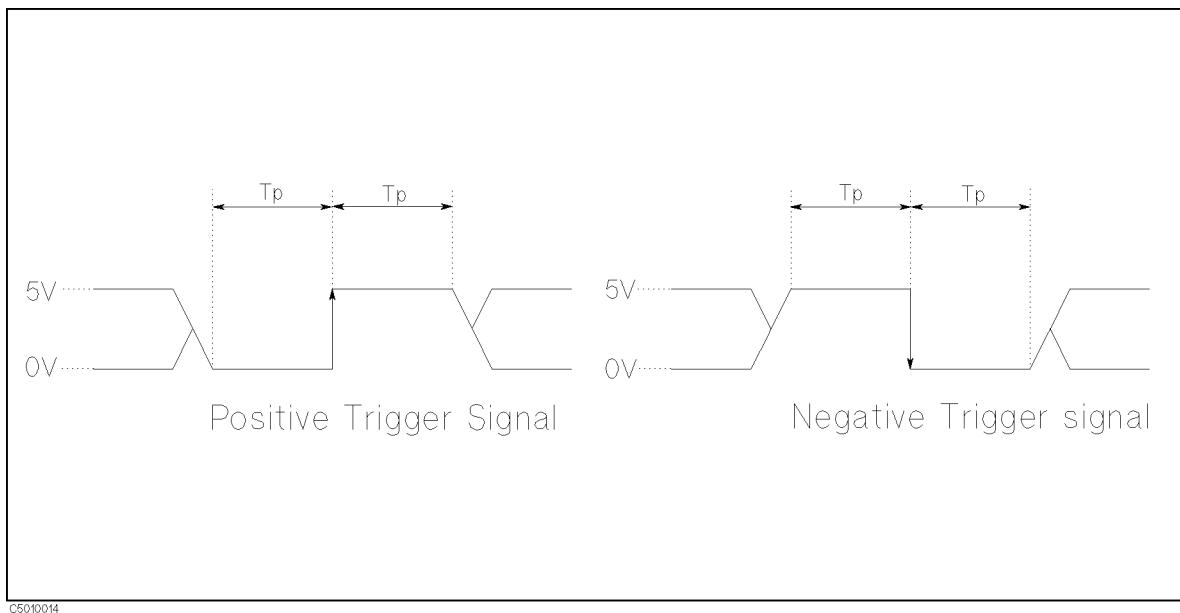 Tp Tp
5V
0V
Positive Trigger Signal
Tp Tp
5V
0V
Negative Trigger signal
C5010014